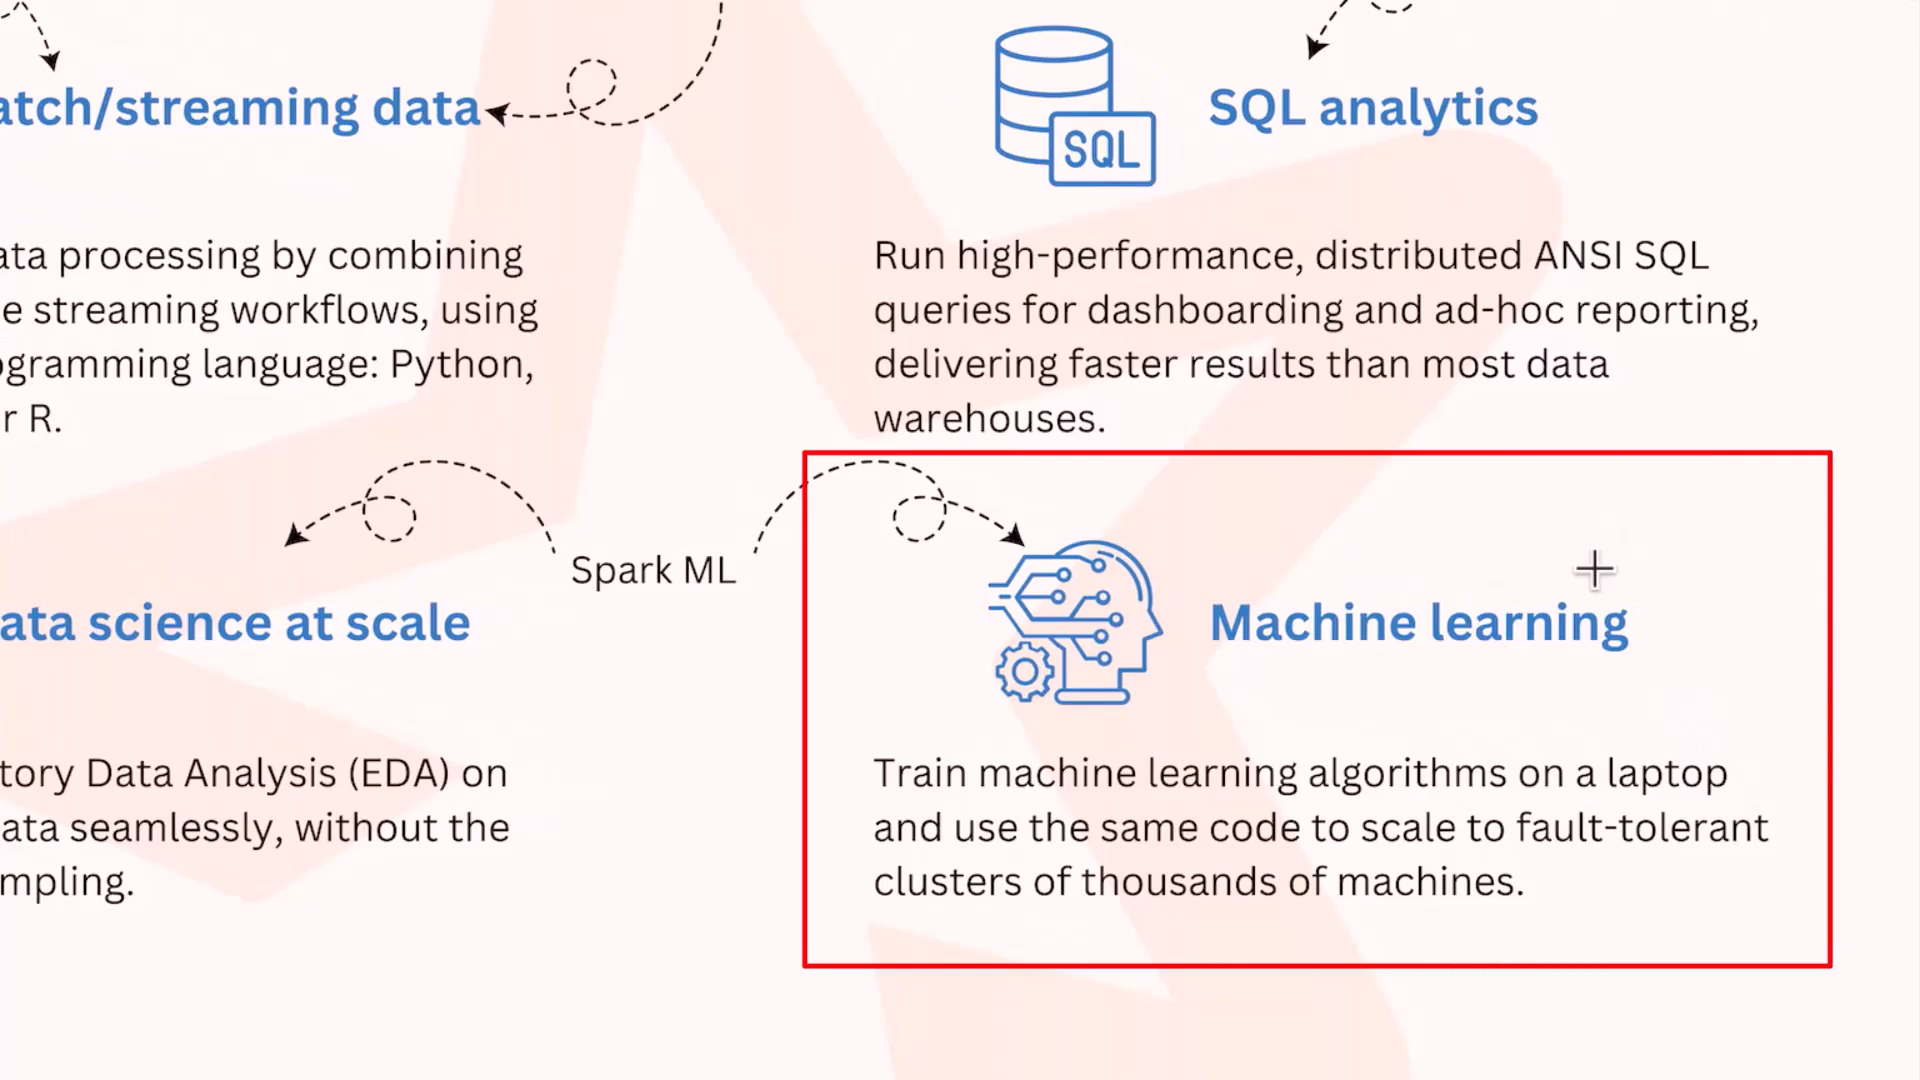 atch/streaming data
SQL
SQL analytics
ata processing by combining
e streaming workflows, using
ogramming language: Python,
r R.
Run high-performance, distributed ANSI SQL
queries for dashboarding and ad-hoc reporting,
delivering faster results than most data
warehouses.
Spark ML
ata science at scale
Machine learning
tory Data Analysis (EDA) on
ata seamlessly, without the
mpling.
Train machine learning algorithms on a laptop
and use the same code to scale to fault-tolerant
clusters of thousands of machines.